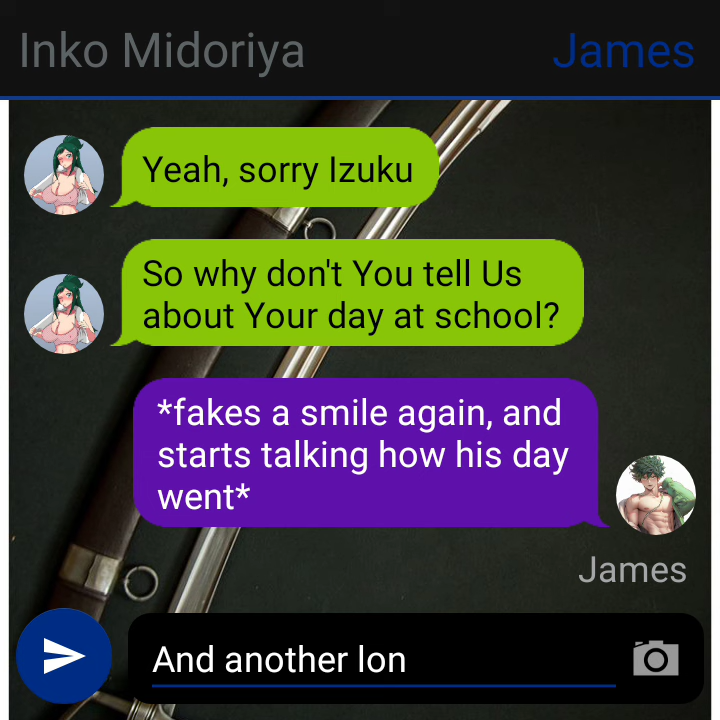 Inko Midoriya James
Yeah, sorry Izuku
So why don't You tell Us
about Your day at school?
*fakes a smile again, and
starts talking how his day
went*
James
And another lon